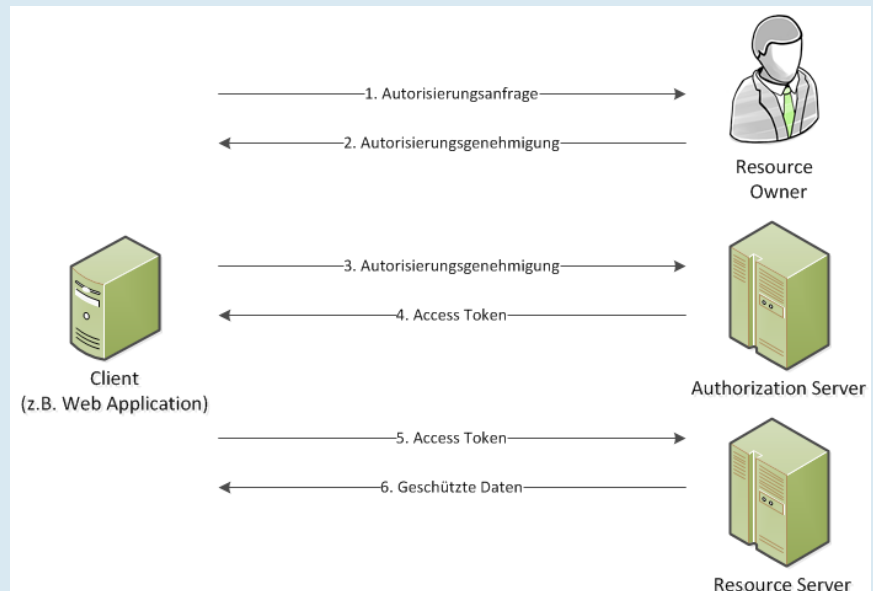 1. Autorisierungsanfrage
2. Autorisierungsgenehmigung
Resource
Owner
3. Autorisierungsgenehmigung
4. Access Token
Client
(z.B. Web Application)
Authorization Server
5. Access Token
6. Geschützte Daten
Resource Server